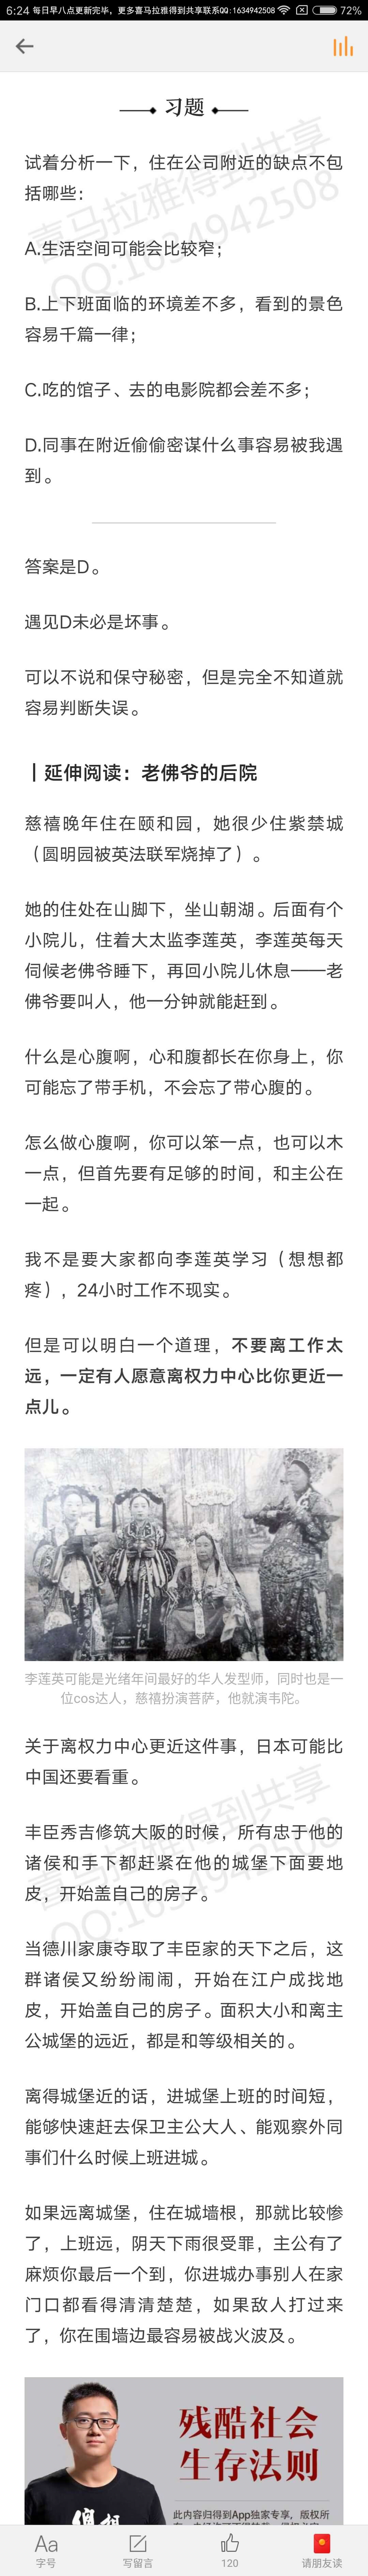 6:24 每日早八点更新完毕，更多喜马拉雅得到共享联系QQ:1634942508 72%
习题
试着分析一下，住在公司附近的缺点不包
括哪些：
喜马拉雅得到共享
QQ:1634942508
A.生活空间可能会比较窄；
B.上下班面临的环境差不多，看到的景色
容易千篇一律；
C.吃的馆子、去的电影院都会差不多；
D.同事在附近偷偷密谋什么事容易被我遇
到。
答案是D。
遇见D未必是坏事。
可以不说和保守秘密，但是完全不知道就
容易判断失误。
丨延伸阅读：老佛爷的后院
慈禧晚年住在颐和园，她很少住紫禁城
（圆明园被英法联军烧掉了）。
她的住处在山脚下，坐山朝湖。后面有个
小院儿，住着大太监李莲英，李莲英每天
伺候老佛爷睡下，再回小院儿休息——老
佛爷要叫人，他一分钟就能赶到。
什么是心腹啊，心和腹都长在你身上，你
可能忘了带手机，不会忘了带心腹的。
怎么做心腹啊，你可以笨一点，也可以木
一点，但首先要有足够的时间，和主公在
一起。
我不是要大家都向李莲英学习（想想都
疼），24小时工作不现实。
但是可以明白一个道理，不要离工作太
远，一定有人愿意离权力中心比你更近一
点儿。
李莲英可能是光绪年间最好的华人发型师，同时也是一
位cos达人，慈禧扮演菩萨，他就演韦陀。
关于离权力中心更近这件事，日本可能比
中国还要看重。
喜马拉雅得到共享
QQ:1634942508
丰臣秀吉修筑大阪的时候，所有忠于他的
诸侯和手下都赶紧在他的城堡下面要地
皮，开始盖自己的房子。
当德川家康夺取了丰臣家的天下之后，这
群诸侯又纷纷闹闹，开始在江户成找地
皮，开始盖自己的房子。面积大小和离主
公城堡的远近，都是和等级相关的。
离得城堡近的话，进城堡上班的时间短，
能够快速赶去保卫主公大人、能观察外同
事们什么时候上班进城。
如果远离城堡，住在城墙根，那就比较惨
了，上班远，阴天下雨很受罪，主公有了
麻烦你最后一个到，你进城办事别人在家
门口都看得清清楚楚，如果敌人打过来
了，你在围墙边最容易被战火波及。
残酷社会
生存法则
此内容归得到App独家专享，版权所
Aa
字号
写留言
120
请朋友读